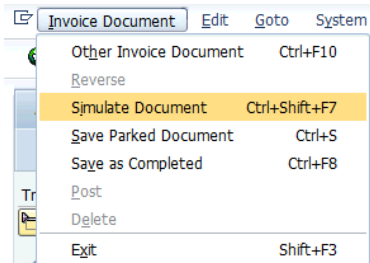 Invoice Document Edit Goto System
Other Invoice Document Ctrl+F10
Reverse
Simulate Document Ctrl+Shift+F7
Save Parked Document Ctrl+S
Save as Completed Ctrl+F8
Tr
Post
Delete
Exit Shift+F3